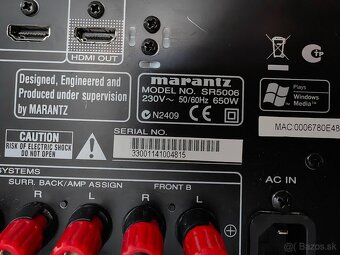 HDMI OUT
Designed, Engineered and
Produced under supervision
by MARANTZ
marantz
MODEL NO. SR5006
230V~ 50/60Hz 650W
N2409
Plays
Windows
Media™
MAC:0006780E48
CAUTION
RISK OF ELECTRIC SHOCK
DO NOT OPEN
SERIAL NO.
33001141004815
SYSTEMS
SURR. BACK/AMP ASSIGN
FRONT B
R
L
R
L
AC IN
bazos.sk